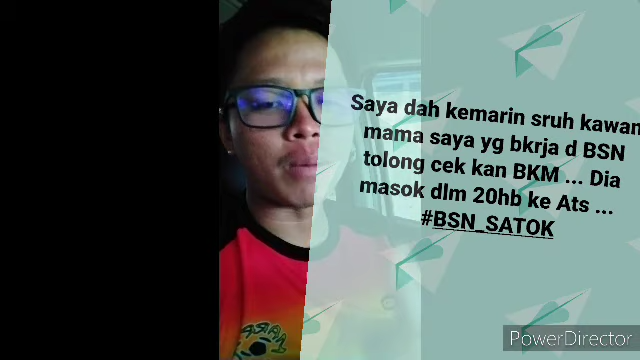 Saya dah kemarin sruh kawan
mama saya yg bkrja d BSN
tolong cek kan BKM ... Dia
masok dlm 20hb ke Ats ...
#BSN_SATOK
PowerDirector